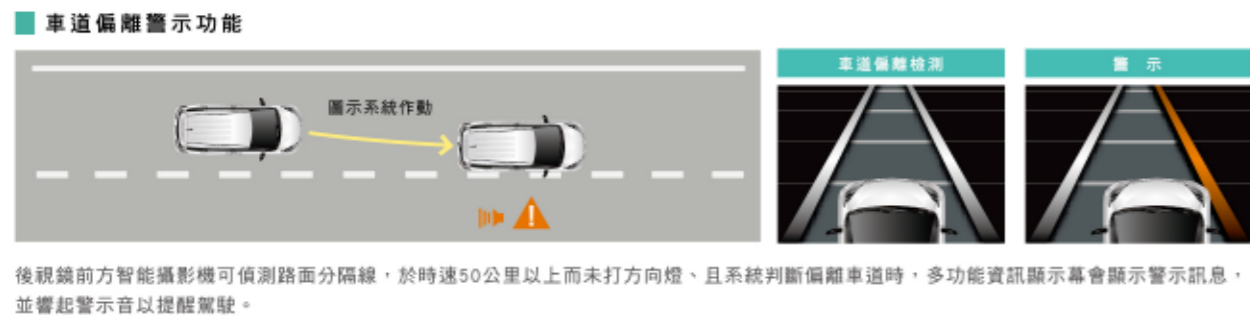 車道偏離警示功能
車道偏離檢測
警 示
圖示系統作動
後視鏡前方智能攝影機可偵測路面分隔線，於時速50公里以上而未打方向燈、且系統判斷偏離車道時，多功能資訊顯示幕會顯示警示訊息，
並響起警示音以提醒駕駛。